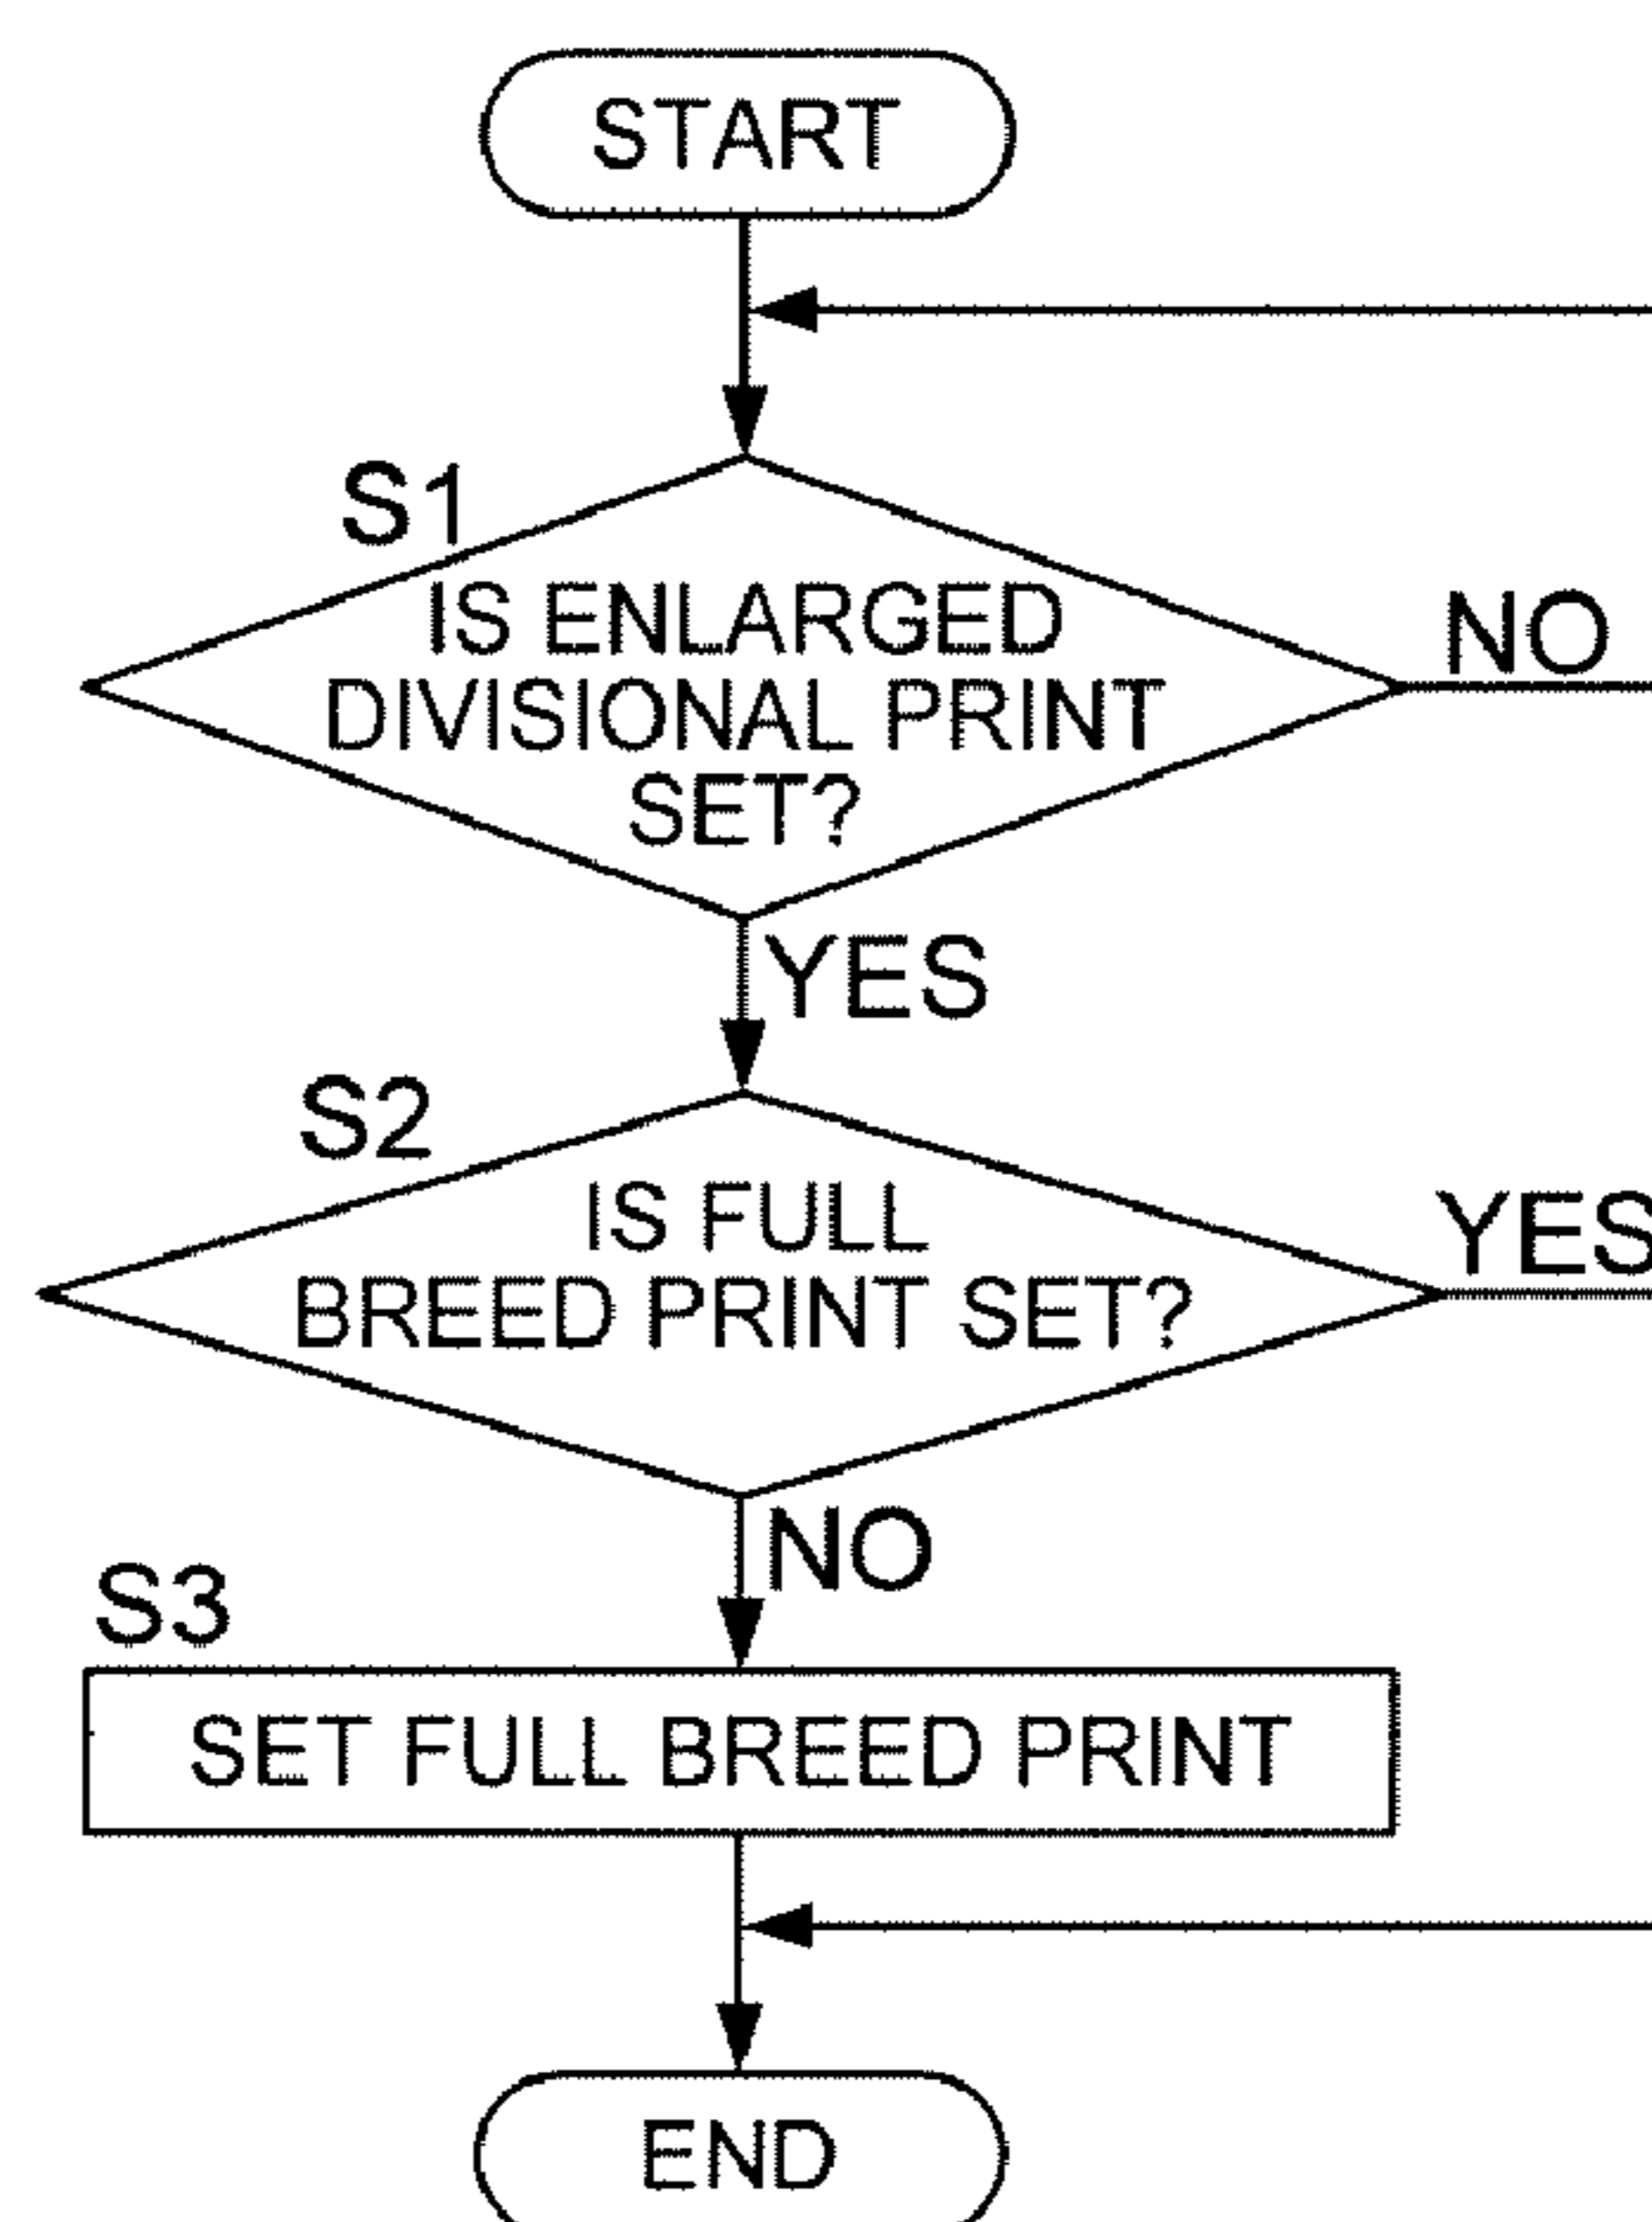 START
S1
IS ENLARGED
DIVISIONAL PRINT
SET?
NO
YES
S2
IS FULL
BREED PRINT SET?
YES
NO
S3
SET FULL BREED PRINT
END